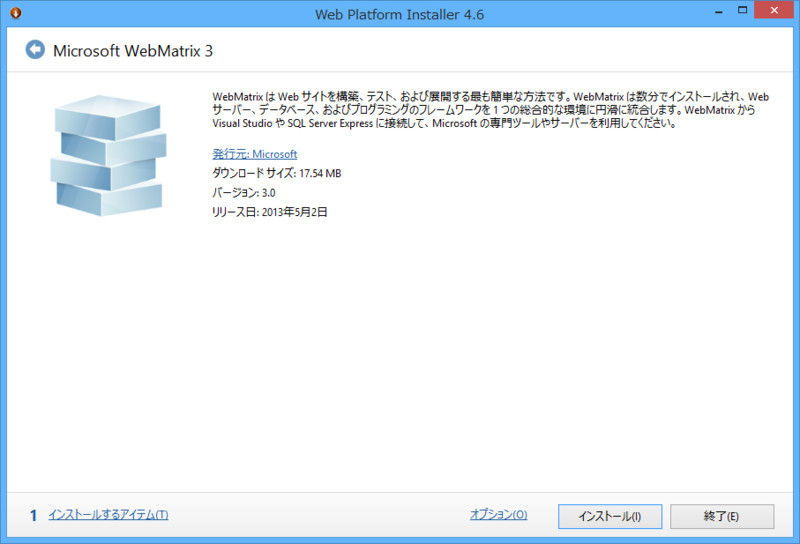 Web Platform Installer 4.6
Microsoft WebMatrix 3
WebMatrix は Web サイトを構築、テスト、および展開する最も簡単な方法です。WebMatrix は数分でインストールされ、Web
サーバー、データベース、およびプログラミングのフレームワークを 1 つの総合的な環境に円滑に統合します。WebMatrix から
Visual Studio や SQL Server Express に接続して、Microsoft の専門ツールやサーバーを利用してください。
発行元: Microsoft
ダウンロード サイズ: 17.54 MB
バージョン: 3.0
リリース日: 2013年5月2日
1 インストールするアイテム(T)
オプション(O)
インストール(I)
終了(E)